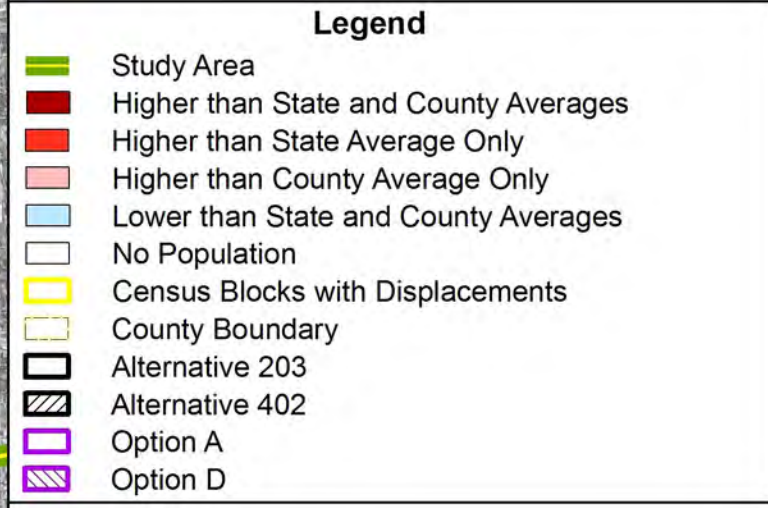 Legend
Study Area
Higher than State and County Averages
Higher than State Average Only
Higher than County Average Only
Lower than State and County Averages
No Population
Census Blocks with Displacements
County Boundary
Alternative 203
Alternative 402
Option A
Option D